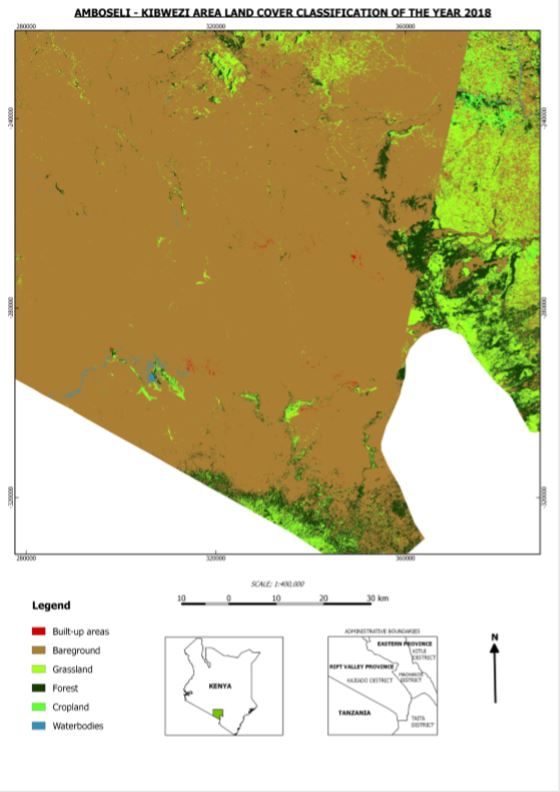 AMBOSELI - KIBWEZI AREA LAND COVER CLASSIFICATION OF THE YEAR 2018
280000 320000 360000
-240000 -240000
-280000 -280000
-320000 -320000
280000 320000 360000
SCALE; 1:400,000
10 0 10 20 30 km
Legend
Built-up areas
Bareground
Grassland
Forest
Cropland
Waterbodies
KENYA
ADMINISTRATIVE BOUNDARIES
EASTERN PROVINCE
KITUI
DISTRICT
RIFT VALLEY PROVINCE
KAJIADO DISTRICT
MACHAKOS
DISTRICT
TANZANIA
TAITA
DISTRICT
N